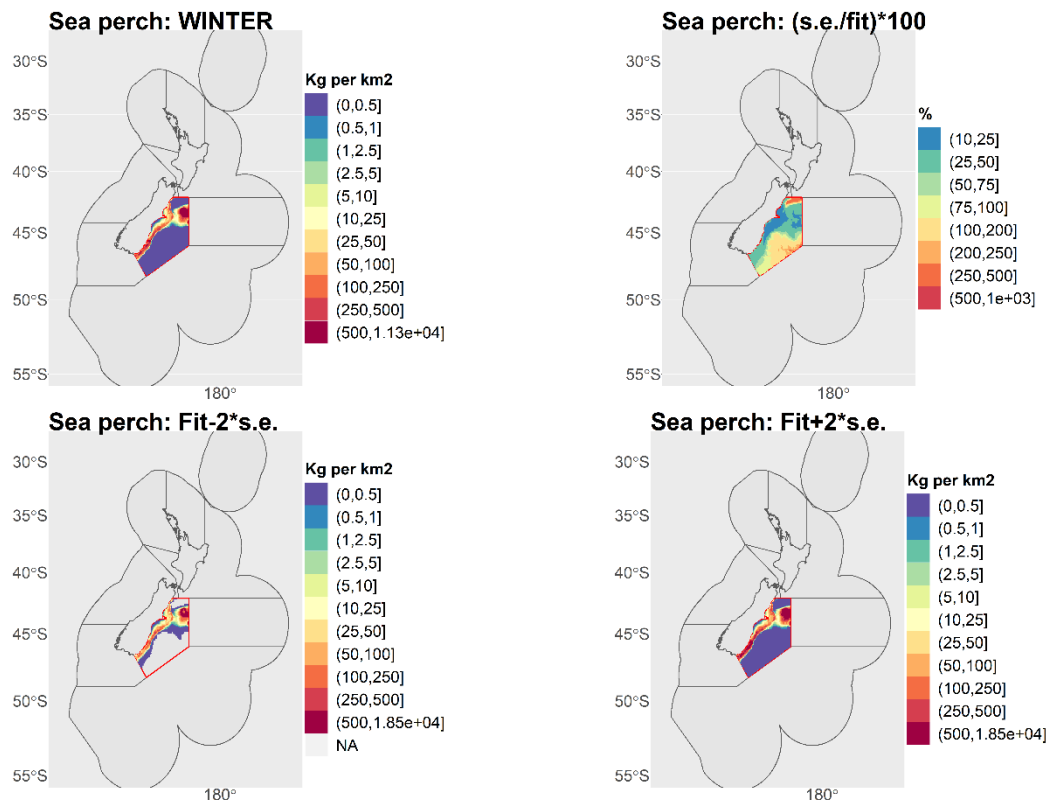 Sea perch: WINTER
30°S
35°S
40°S
45°S
50°S
55°S
180°
Kg per km2
(0,0.5]
(0.5,1]
(1,2.5]
(2.5,5]
(5,10]
(10,25]
(25,50]
(50,100]
(100,250]
(250,500]
(500,1.13e+04]
Sea perch: (s.e./fit)*100
30°S
35°S
40°S
45°S
50°S
55°S
180°
%
(10,25]
(25,50]
(50,75]
(75,100]
(100,200]
(200,250]
(250,500]
(500,1e+03]
Sea perch: Fit-2*s.e.
30°S
35°S
40°S
45°S
50°S
55°S
180°
Kg per km2
(0,0.5]
(0.5,1]
(1,2.5]
(2.5,5]
(5,10]
(10,25]
(25,50]
(50,100]
(100,250]
(250,500]
(500,1.85e+04]
NA
Sea perch: Fit+2*s.e.
30°S
35°S
40°S
45°S
50°S
55°S
180°
Kg per km2
(0,0.5]
(0.5,1]
(1,2.5]
(2.5,5]
(5,10]
(10,25]
(25,50]
(50,100]
(100,250]
(250,500]
(500,1.85e+04]